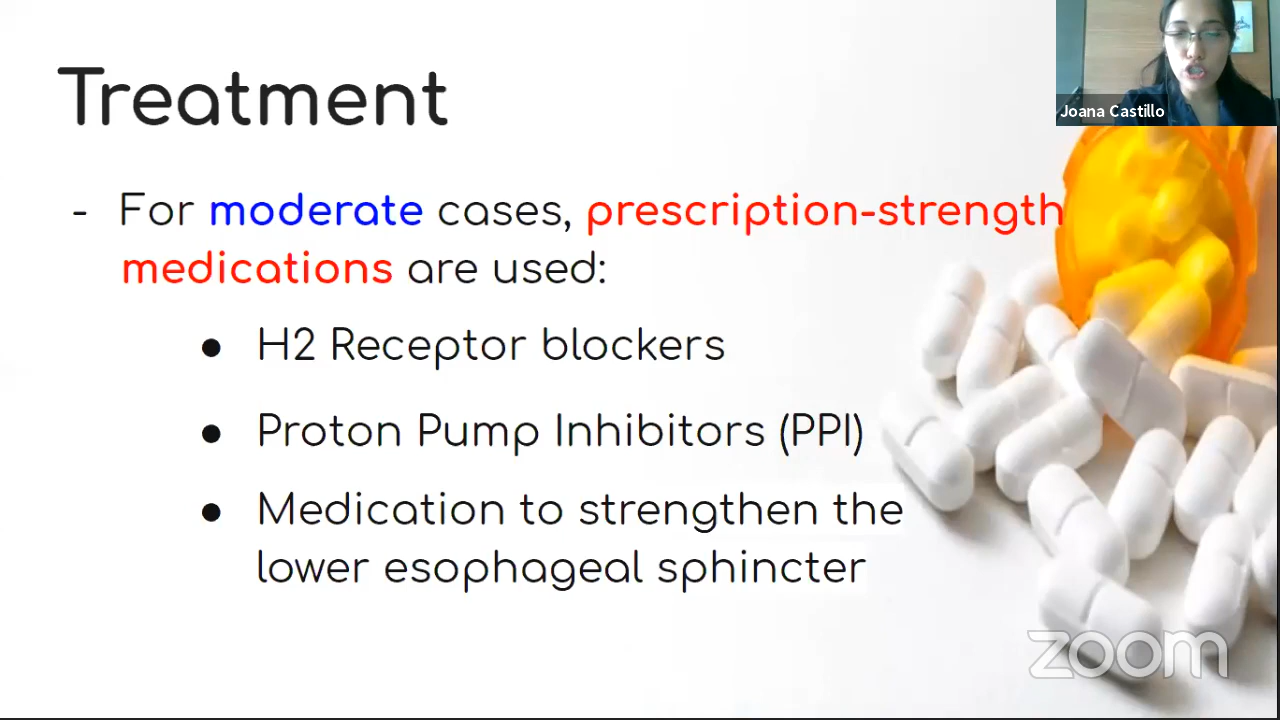 Treatment
Joana Castillo
- For moderate cases, prescription-strength
medications are used:
● H2 Receptor blockers
● Proton Pump Inhibitors (PPI)
● Medication to strengthen the
lower esophageal sphincter
zoom